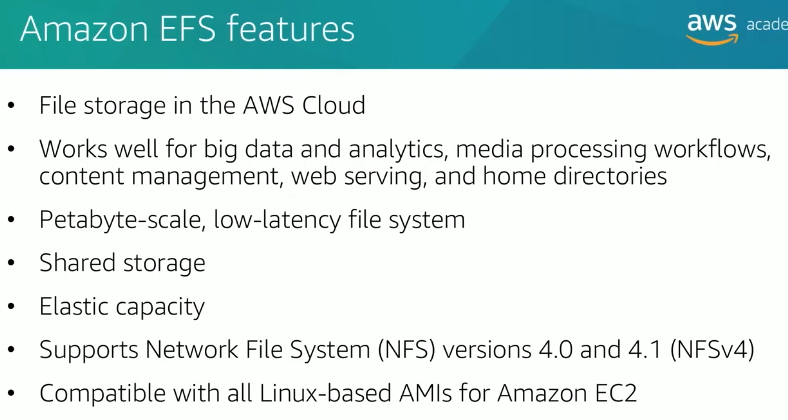 Amazon EFS features
aws acade
• File storage in the AWS Cloud
• Works well for big data and analytics, media processing workflows,
content management, web serving, and home directories
• Petabyte-scale, low-latency file system
• Shared storage
• Elastic capacity
• Supports Network File System (NFS) versions 4.0 and 4.1 (NFSv4)
• Compatible with all Linux-based AMIs for Amazon EC2